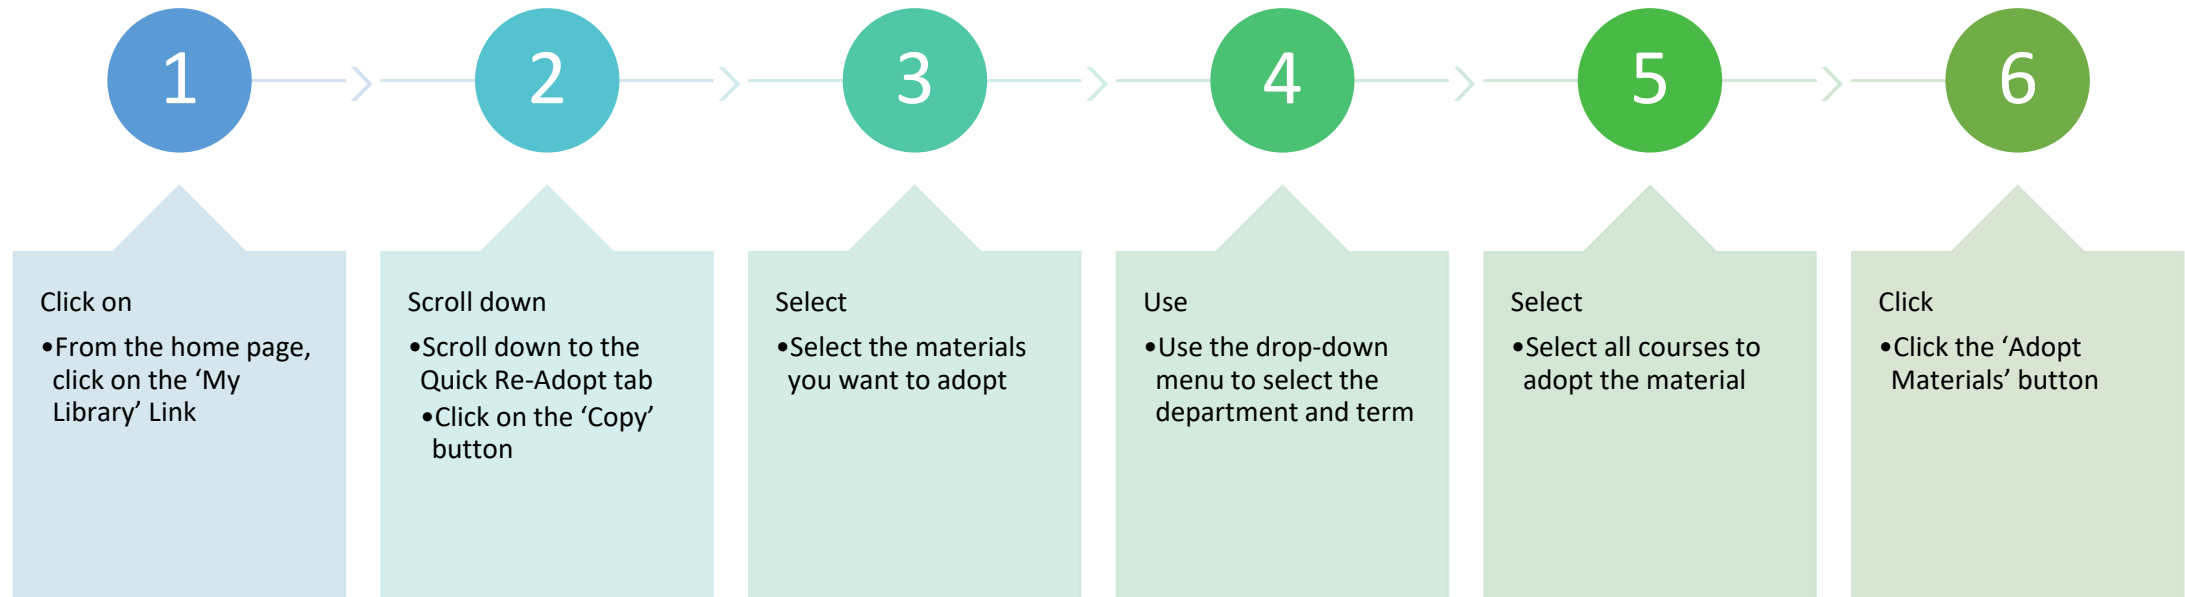 1
2
3
4
5
6
Click on
•From the home page,
click on the ‘My
Library’ Link
Scroll down
•Scroll down to the
Quick Re-Adopt tab
•Click on the ‘Copy’
button
Select
•Select the materials
you want to adopt
Use
•Use the drop-down
menu to select the
department and term
Select
•Select all courses to
adopt the material
Click
•Click the ‘Adopt
Materials’ button